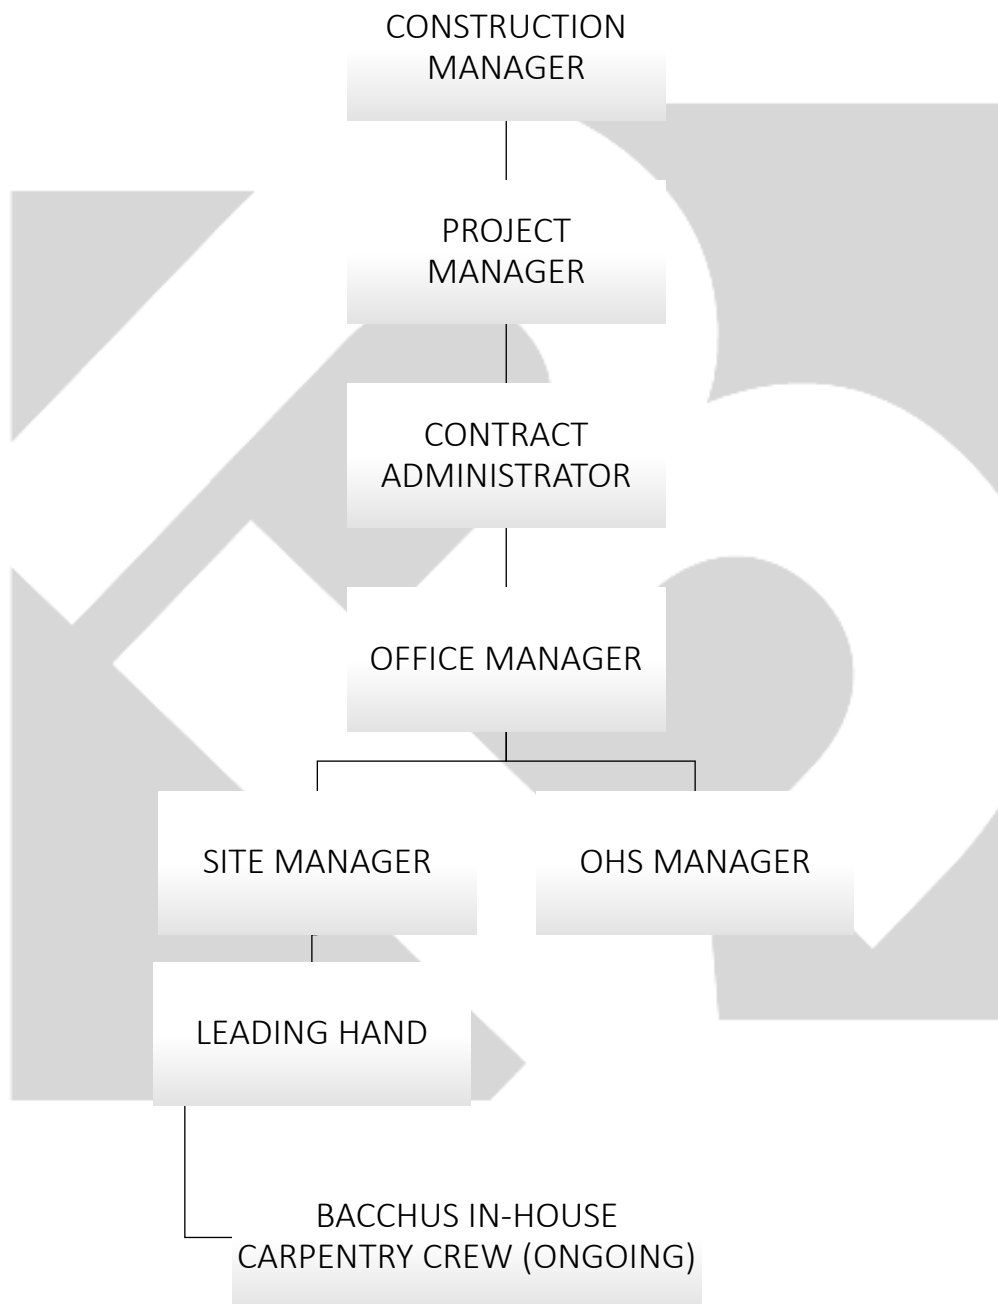 CONSTRUCTION
MANAGER
PROJECT
MANAGER
CONTRACT
ADMINISTRATOR
OFFICE MANAGER
SITE MANAGER
OHS MANAGER
LEADING HAND
BACCHUS IN-HOUSE
CARPENTRY CREW (ONGOING)